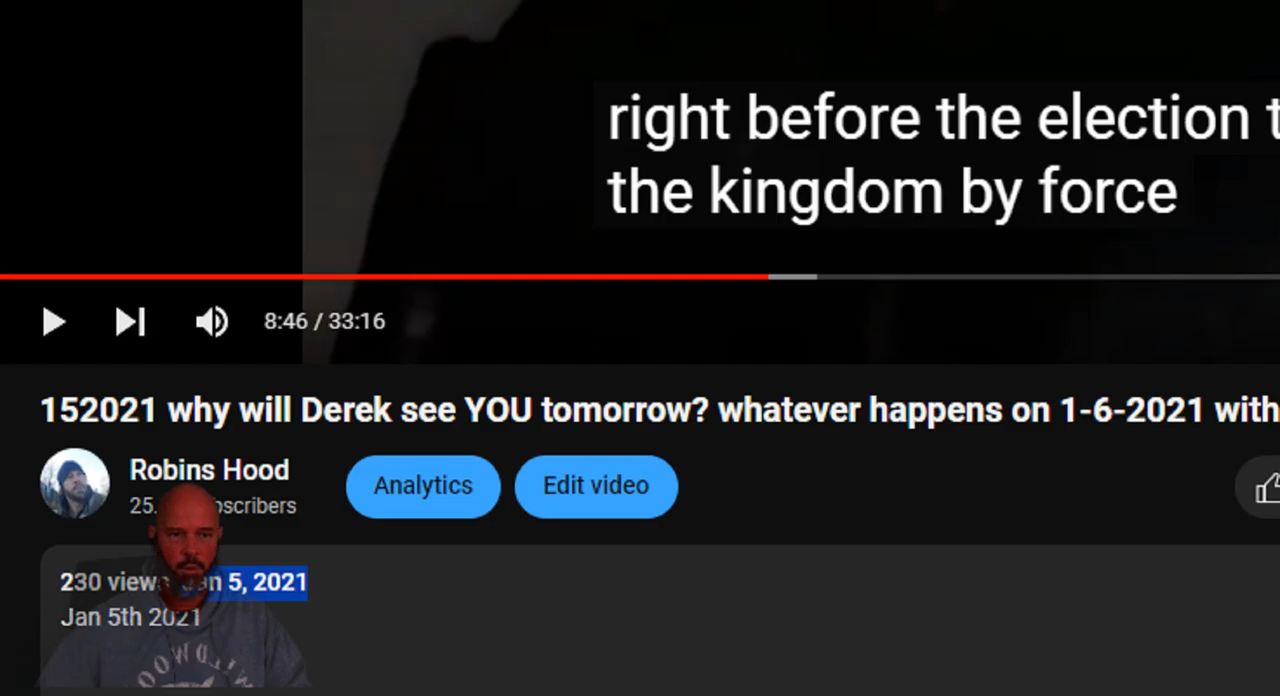 right before the election t
the kingdom by force
8:46 / 33:16
152021 why will Derek see YOU tomorrow? whatever happens on 1-6-2021 with
Robins Hood
Analytics
Edit video
25.
230 views Jan 5, 2021
Jan 5th 2021